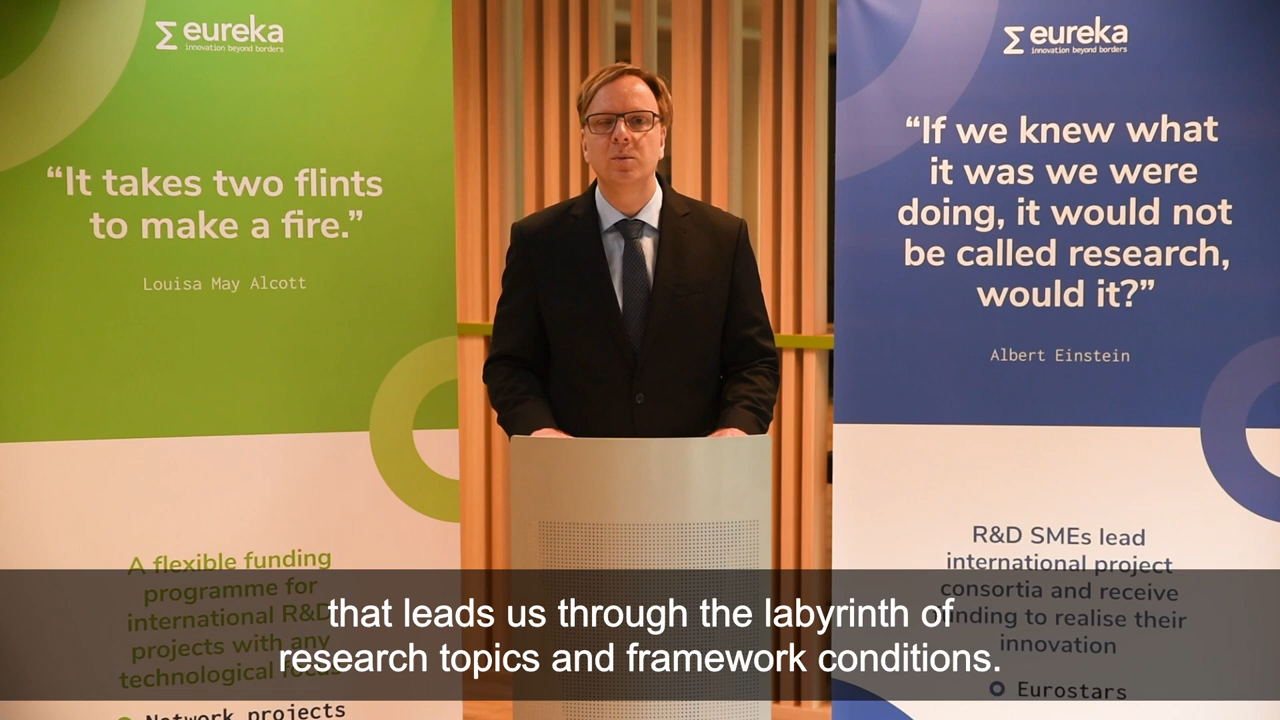 eureka
innovation beyond borders
“It takes two flints
to make a fire.”
Louisa May Alcott
A flexible funding
programme for
international R&D
projects with any
technological focus
Network projects
eureka
innovation beyond borders
“If we knew what
it was we were
doing, it would not
be called research,
would it?”
Albert Einstein
R&D SMEs lead
international project
consortia and receive
funding to realise their
innovation
Eurostars
that leads us through the labyrinth of
research topics and framework conditions.